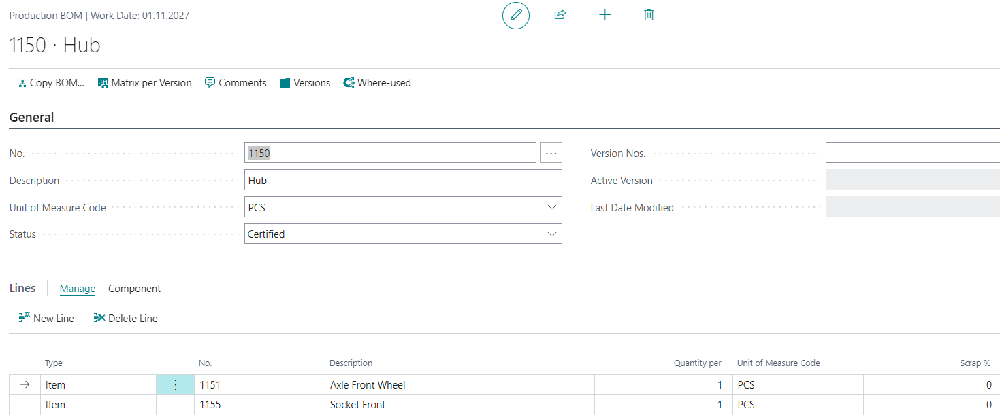 Production BOM | Work Date: 01.11.2027
1150 · Hub
Copy BOM... Matrix per Version Comments Versions Where-used
General
No. 1150 ... Version Nos.
Description Hub Active Version
Unit of Measure Code PCS Last Date Modified
Status Certified
Lines Manage Component
New Line Delete Line
Type No. Description Quantity per Unit of Measure Code Scrap %
Item 1151 Axle Front Wheel 1 PCS 0
Item 1155 Socket Front 1 PCS 0